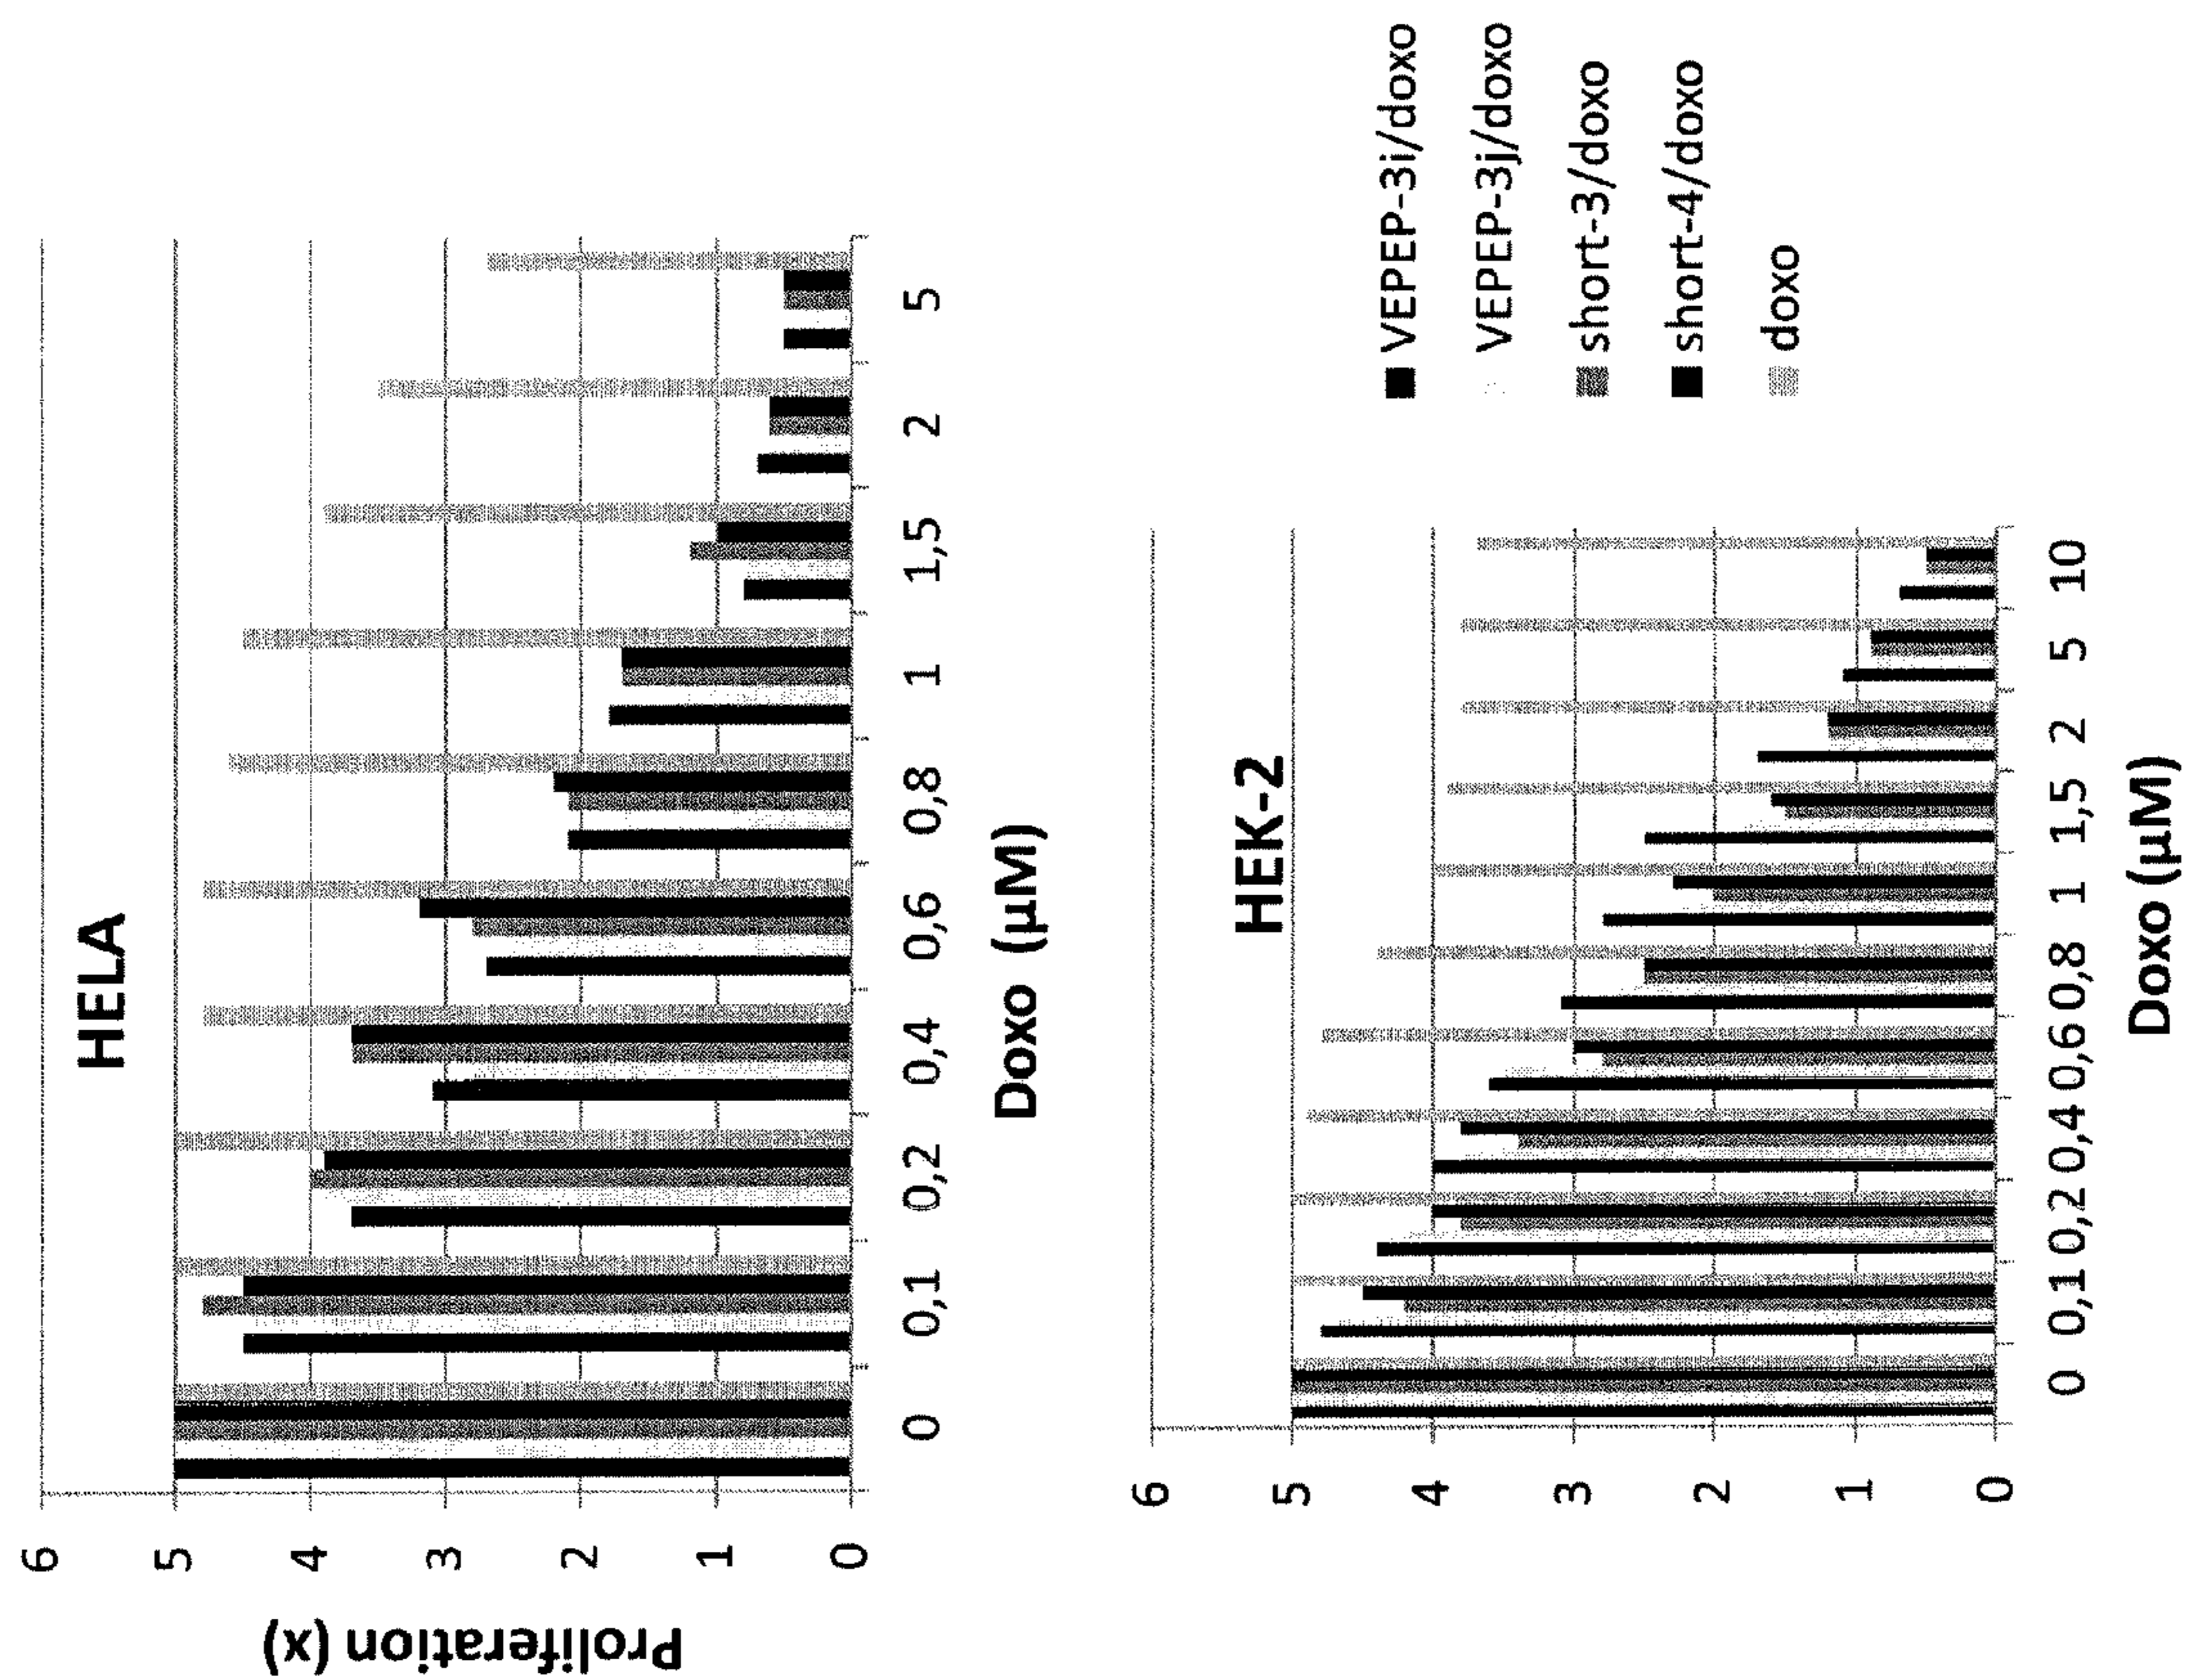 HELA
Proliferation (x)
6
5
4
3
2
1
0
0 0,1 0,2 0,4 0,6 0,8 1 1,5 2 5
Doxo (µM)
HEK-2
6
5
4
3
2
1
0
0 0,1 0,2 0,4 0,6 0,8 1 1,5 2 5 10
Doxo (µM)
VEPEP-3i/doxo
VEPEP-3j/doxo
short-3/doxo
short-4/doxo
doxo